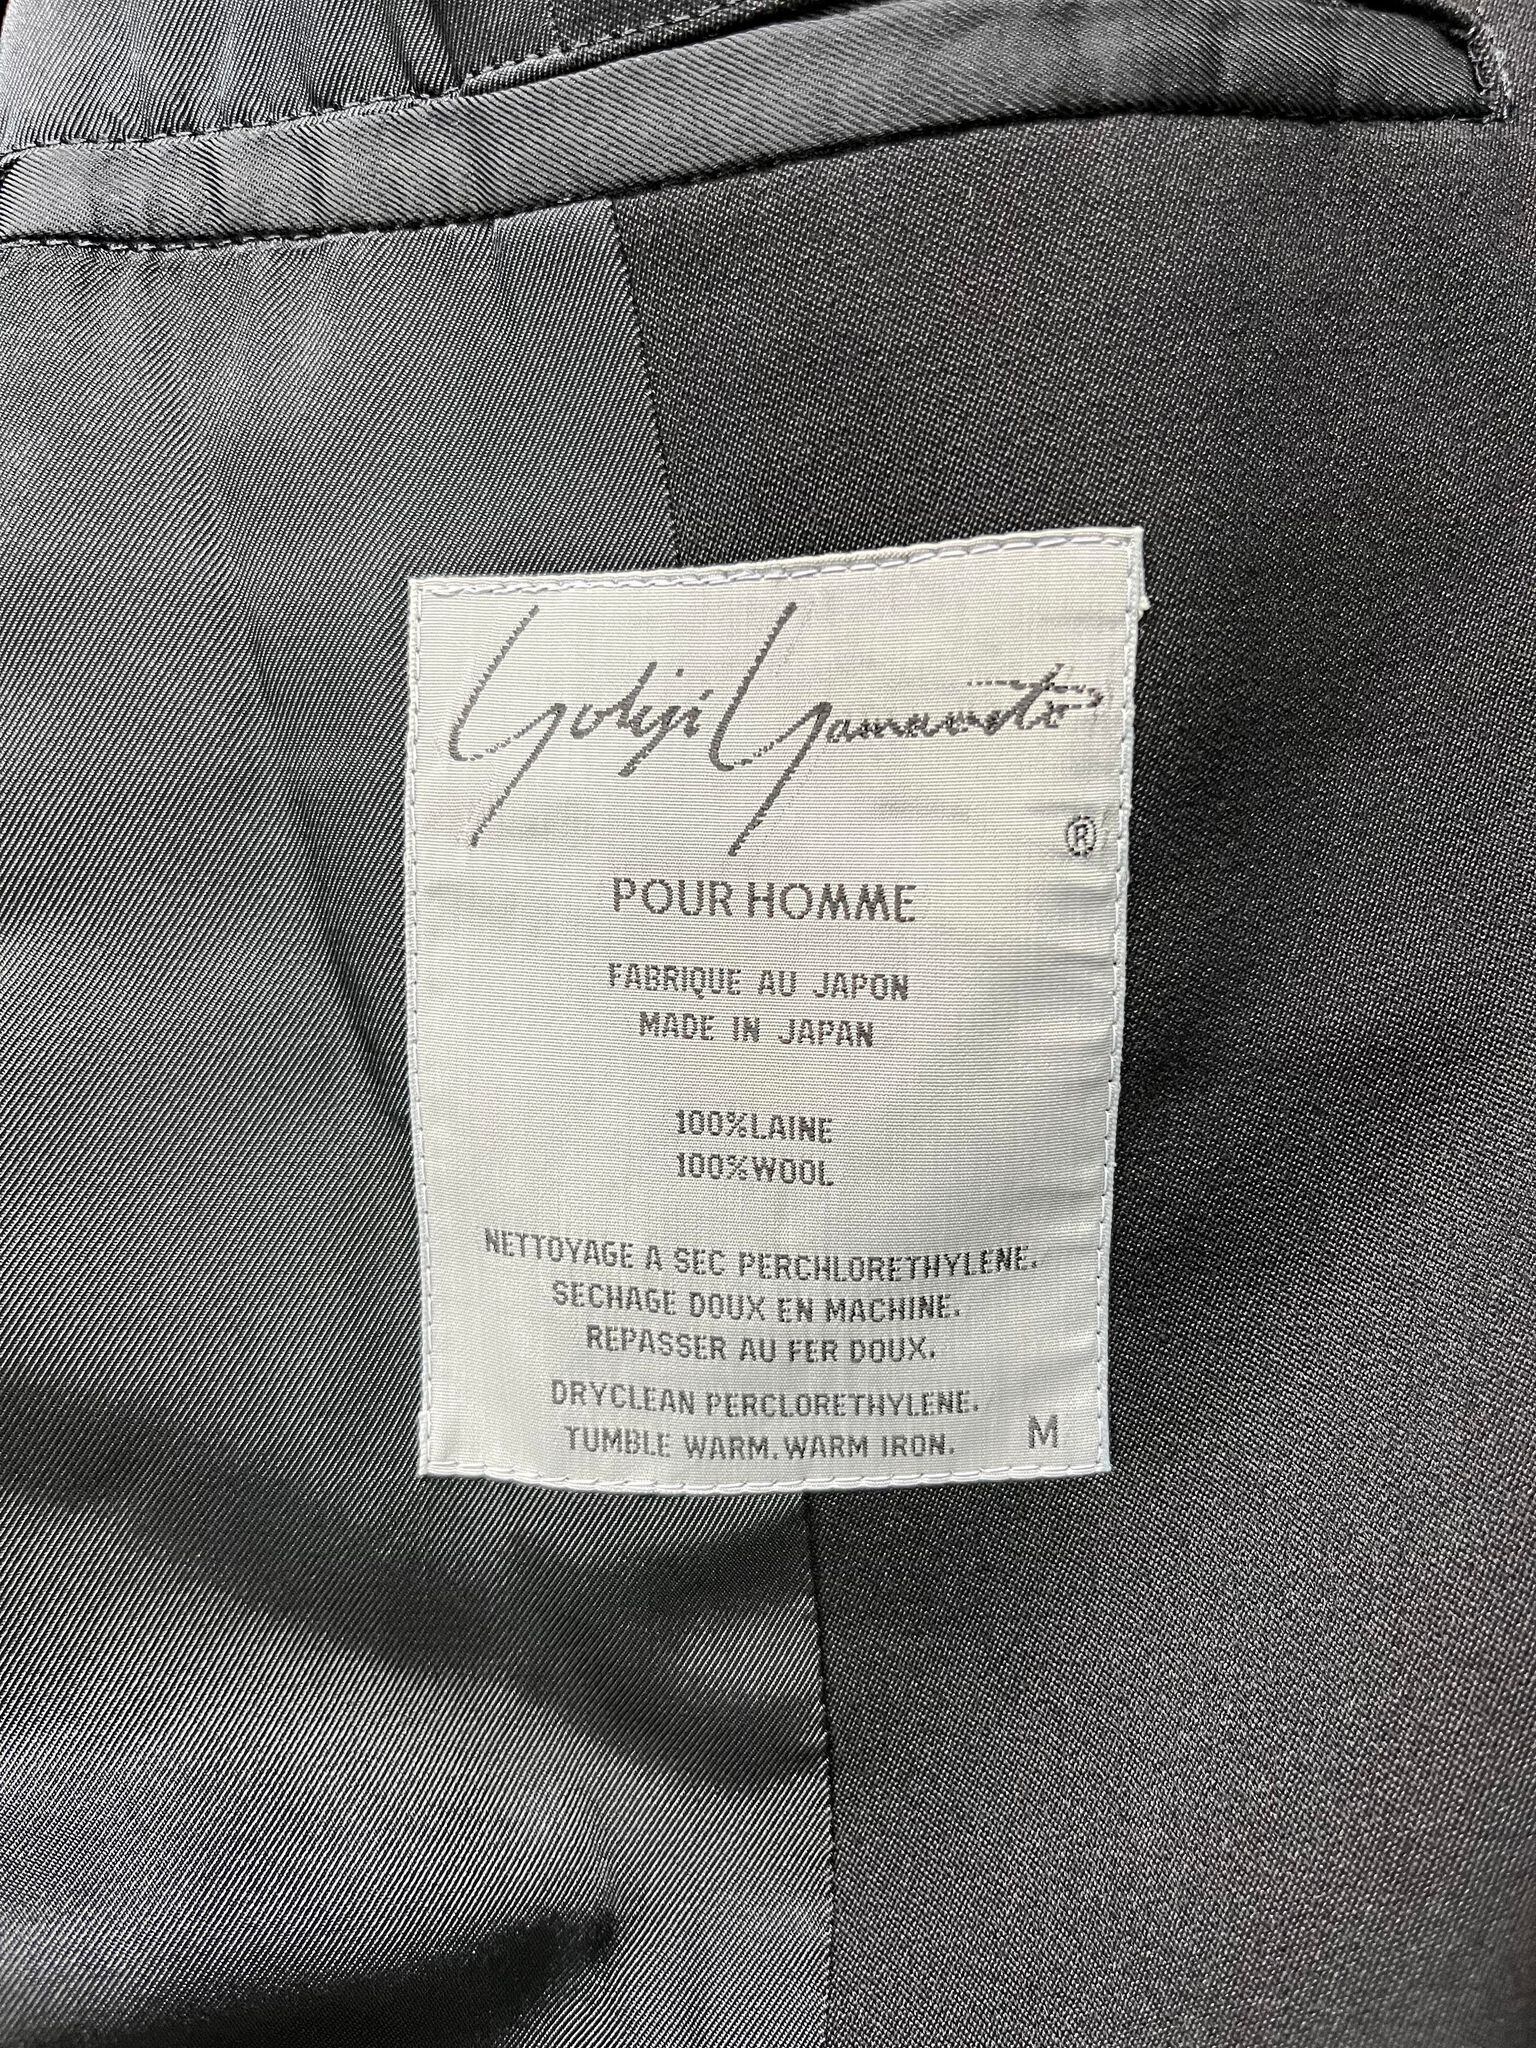 Yohji Yamamoto
®
POUR HOMME
FABRIQUE AU JAPON
MADE IN JAPAN
100%LAINE
100%WOOL
NETTOYAGE A SEC PERCHLORETHYLENE.
SECHAGE DOUX EN MACHINE.
REPASSER AU FER DOUX.
DRYCLEAN PERCLORETHYLENE.
TUMBLE WARM. WARM IRON. M